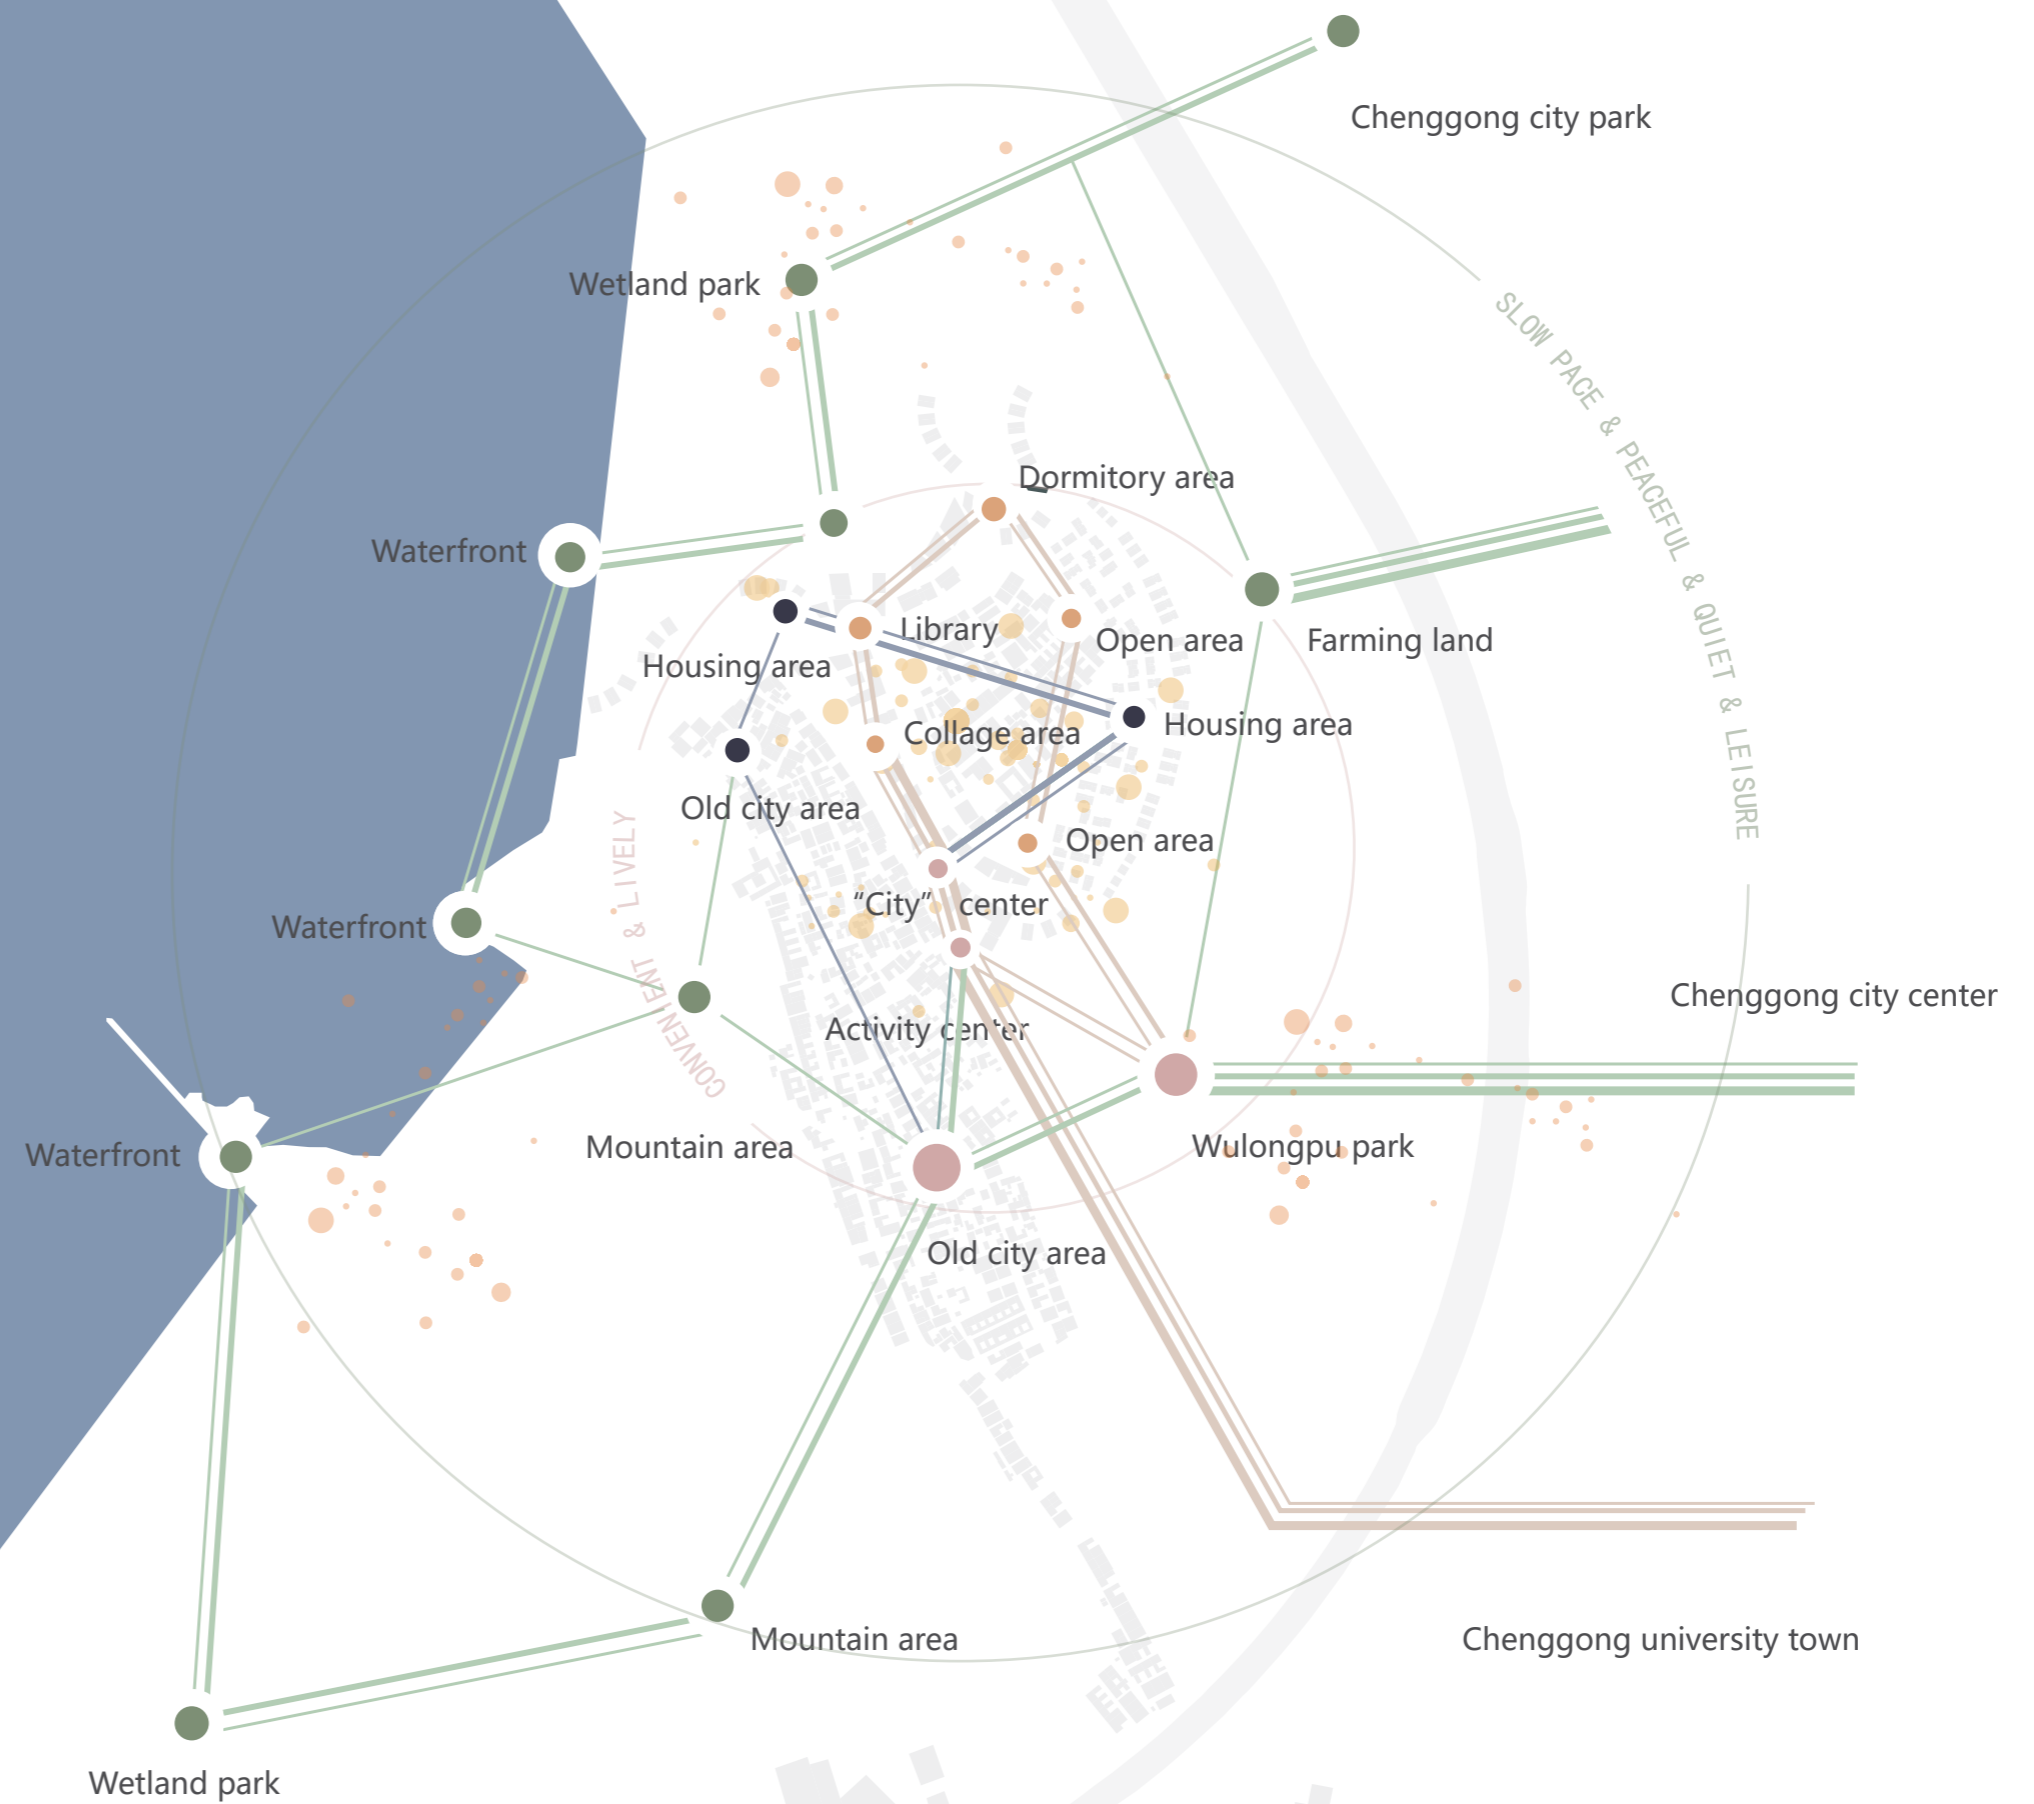 Chenggong city park
Wetland park
SLOW PACE & PEACEFUL & QUIET & LEISURE
Dormitory area
Waterfront
Library
Open area
Farming land
Housing area
Housing area
Collage area
Old city area
Open area
CONVENIENT & LIVELY
“City” center
Waterfront
Chenggong city center
Activity center
Mountain area
Wulongpu park
Waterfront
Old city area
Mountain area
Chenggong university town
Wetland park